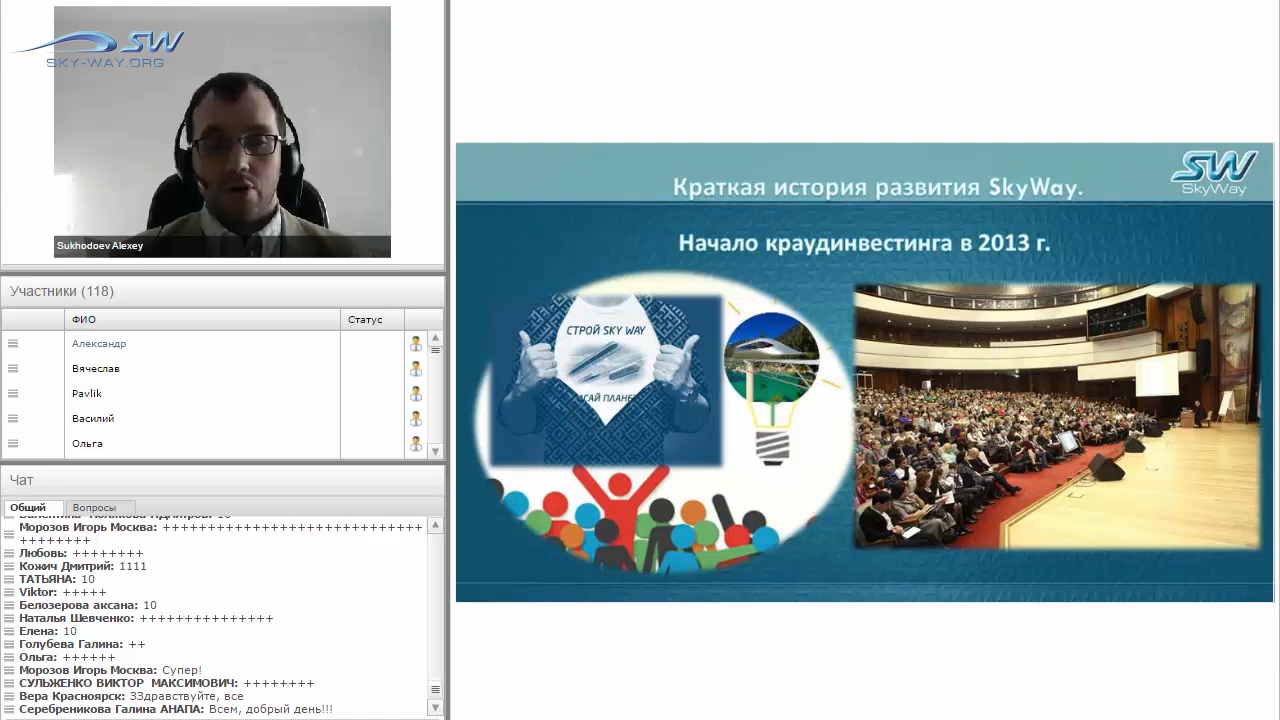 SW
SKY-WAY.ORG
Sukhodoev Alexey
Участники (118)
ФИО
Статус
Александр
Вячеслав
Pavlik
Василий
Ольга
Чат
Общий
Вопросы
Морозов Игорь Москва: +++++++++++++++++++++++++++++
++++++++
Любовь: ++++++++
Кожич Дмитрий: 1111
ТАТЬЯНА: 10
Viktor: +++++
Белозерова аксана: 10
Наталья Шевченко: +++++++++++++++
Елена: 10
Голубева Галина: ++
Ольга: ++++++
Морозов Игорь Москва: Супер!
СУЛЬЖЕНКО ВИКТОР МАКСИМОВИЧ: ++++++++
Вера Красноярск: ЗЗдравствуйте, все
Серебреникова Галина АНАПА: Всем, добрый день!!!
SW
SkyWay
Краткая история развития SkyWay.
Начало краудинвестинга в 2013 г.
СТРОЙ SKY WAY